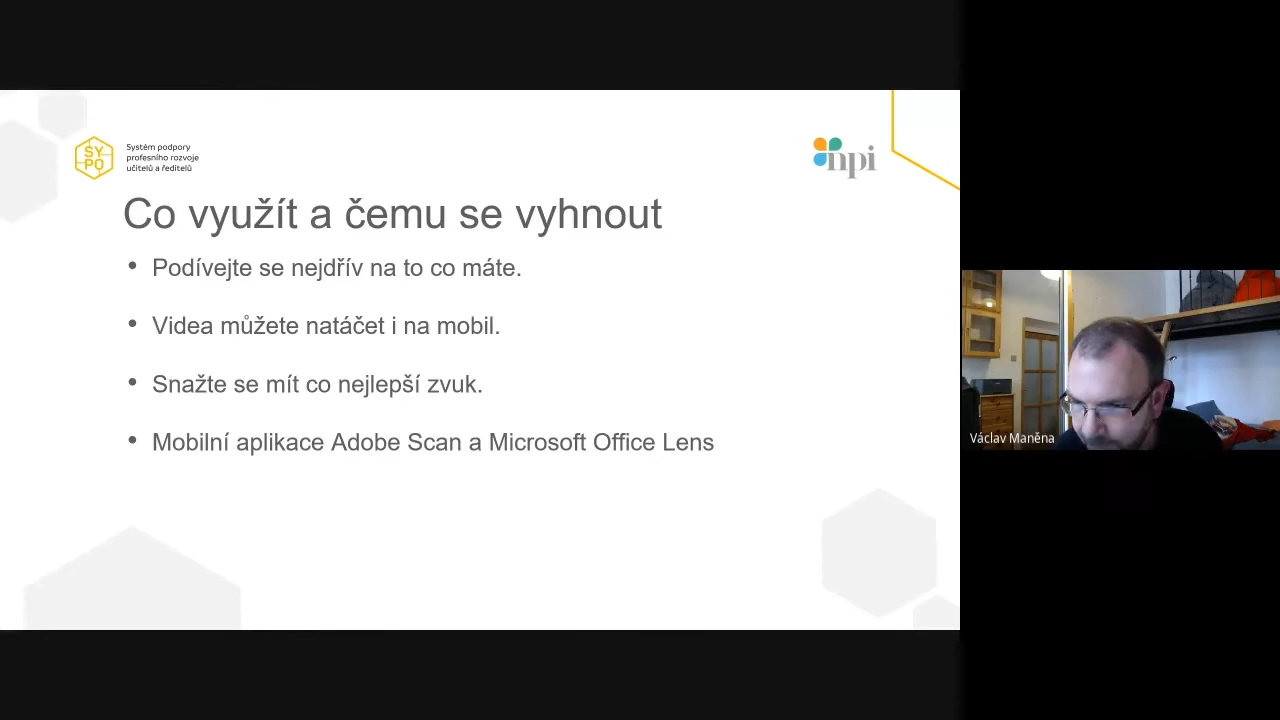 SY
PO
Systém podpory
profesního rozvoje
učitelů a ředitelů
npi
Co využít a čemu se vyhnout
• Podívejte se nejdřív na to co máte.
• Videa můžete natáčet i na mobil.
• Snažte se mít co nejlepší zvuk.
• Mobilní aplikace Adobe Scan a Microsoft Office Lens
Václav Maněna